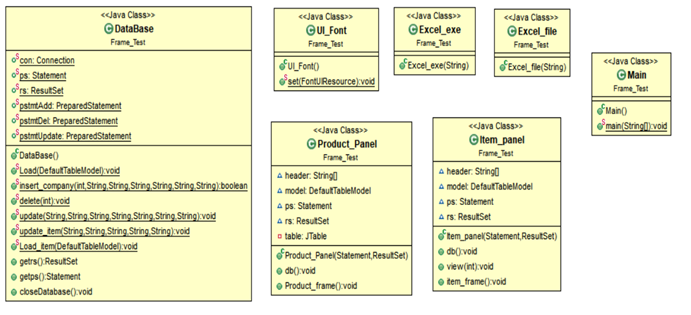 <<Java Class>>
DataBase
Frame_Test
con: Connection
ps: Statement
rs: ResultSet
pstmtAdd: PreparedStatement
pstmtDel: PreparedStatement
pstmtUpdate: PreparedStatement
DataBase()
Load(DefaultTableModel):void
insert_company(int,String,String,String,String,String,String):boolean
delete(int):void
update(String,String,String,String,String,String,String):void
update_item(String,String,String,String,String):void
Load_item(DefaultTableModel):void
getrs():ResultSet
getps():Statement
closeDatabase():void
<<Java Class>>
UI_Font
Frame_Test
UI_Font()
set(FontUIResource):void
<<Java Class>>
Excel_exe
Frame_Test
Excel_exe(String)
<<Java Class>>
Excel_file
Frame_Test
Excel_file(String)
<<Java Class>>
Main
Frame_Test
Main()
main(String[]):void
<<Java Class>>
Product_Panel
Frame_Test
header: String[]
model: DefaultTableModel
ps: Statement
rs: ResultSet
table: JTable
Product_Panel(Statement,ResultSet)
db():void
Product_frame():void
<<Java Class>>
Item_panel
Frame_Test
header: String[]
model: DefaultTableModel
ps: Statement
rs: ResultSet
Item_panel(Statement,ResultSet)
db():void
view(int):void
item_frame():void